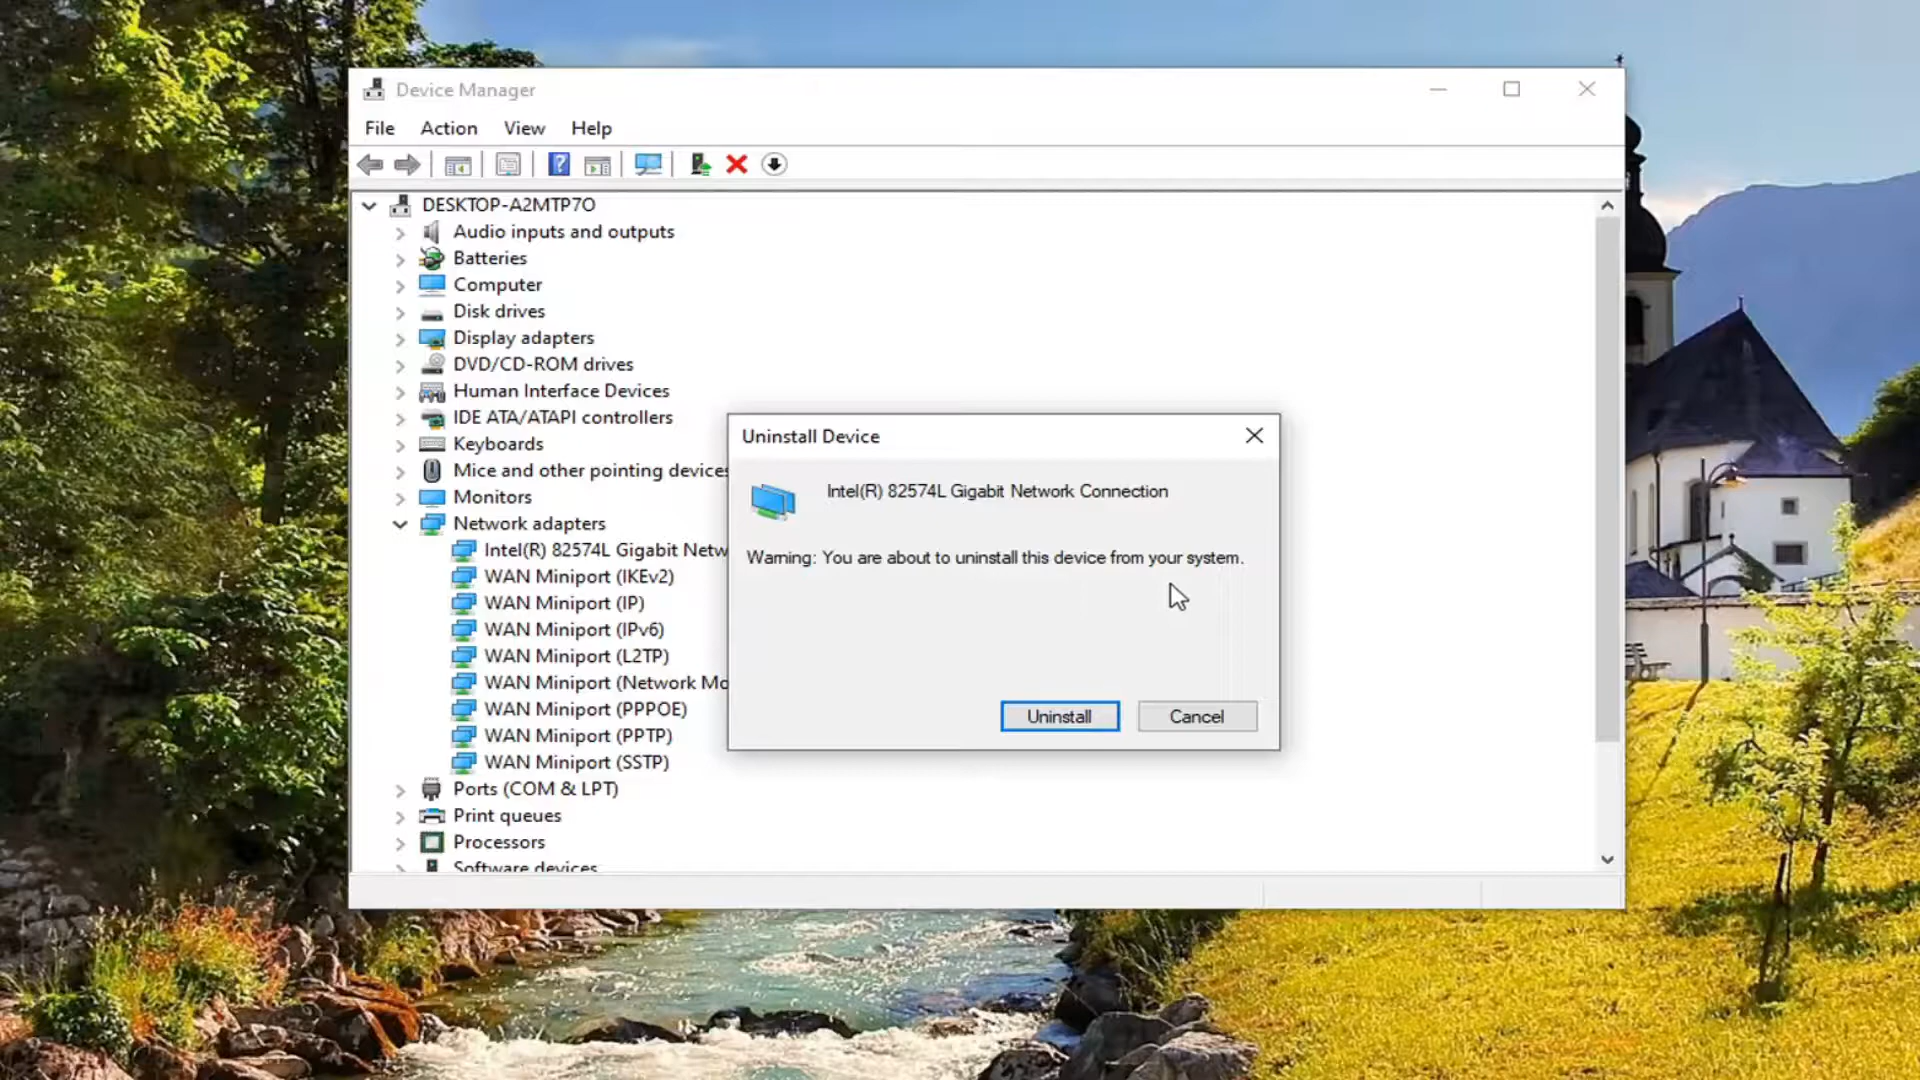 Device Manager
File Action View Help
DESKTOP-A2MTP7O
Audio inputs and outputs
Batteries
Computer
Disk drives
Display adapters
DVD/CD-ROM drives
Human Interface Devices
IDE ATA/ATAPI controllers
Keyboards
Mice and other pointing devices
Monitors
Network adapters
Intel(R) 82574L Gigabit Netw
WAN Miniport (IKEv2)
WAN Miniport (IP)
WAN Miniport (IPv6)
WAN Miniport (L2TP)
WAN Miniport (Network Mo
WAN Miniport (PPPOE)
WAN Miniport (PPTP)
WAN Miniport (SSTP)
Ports (COM & LPT)
Print queues
Processors
Software devices
Uninstall Device
Intel(R) 82574L Gigabit Network Connection
Warning: You are about to uninstall this device from your system.
Uninstall Cancel